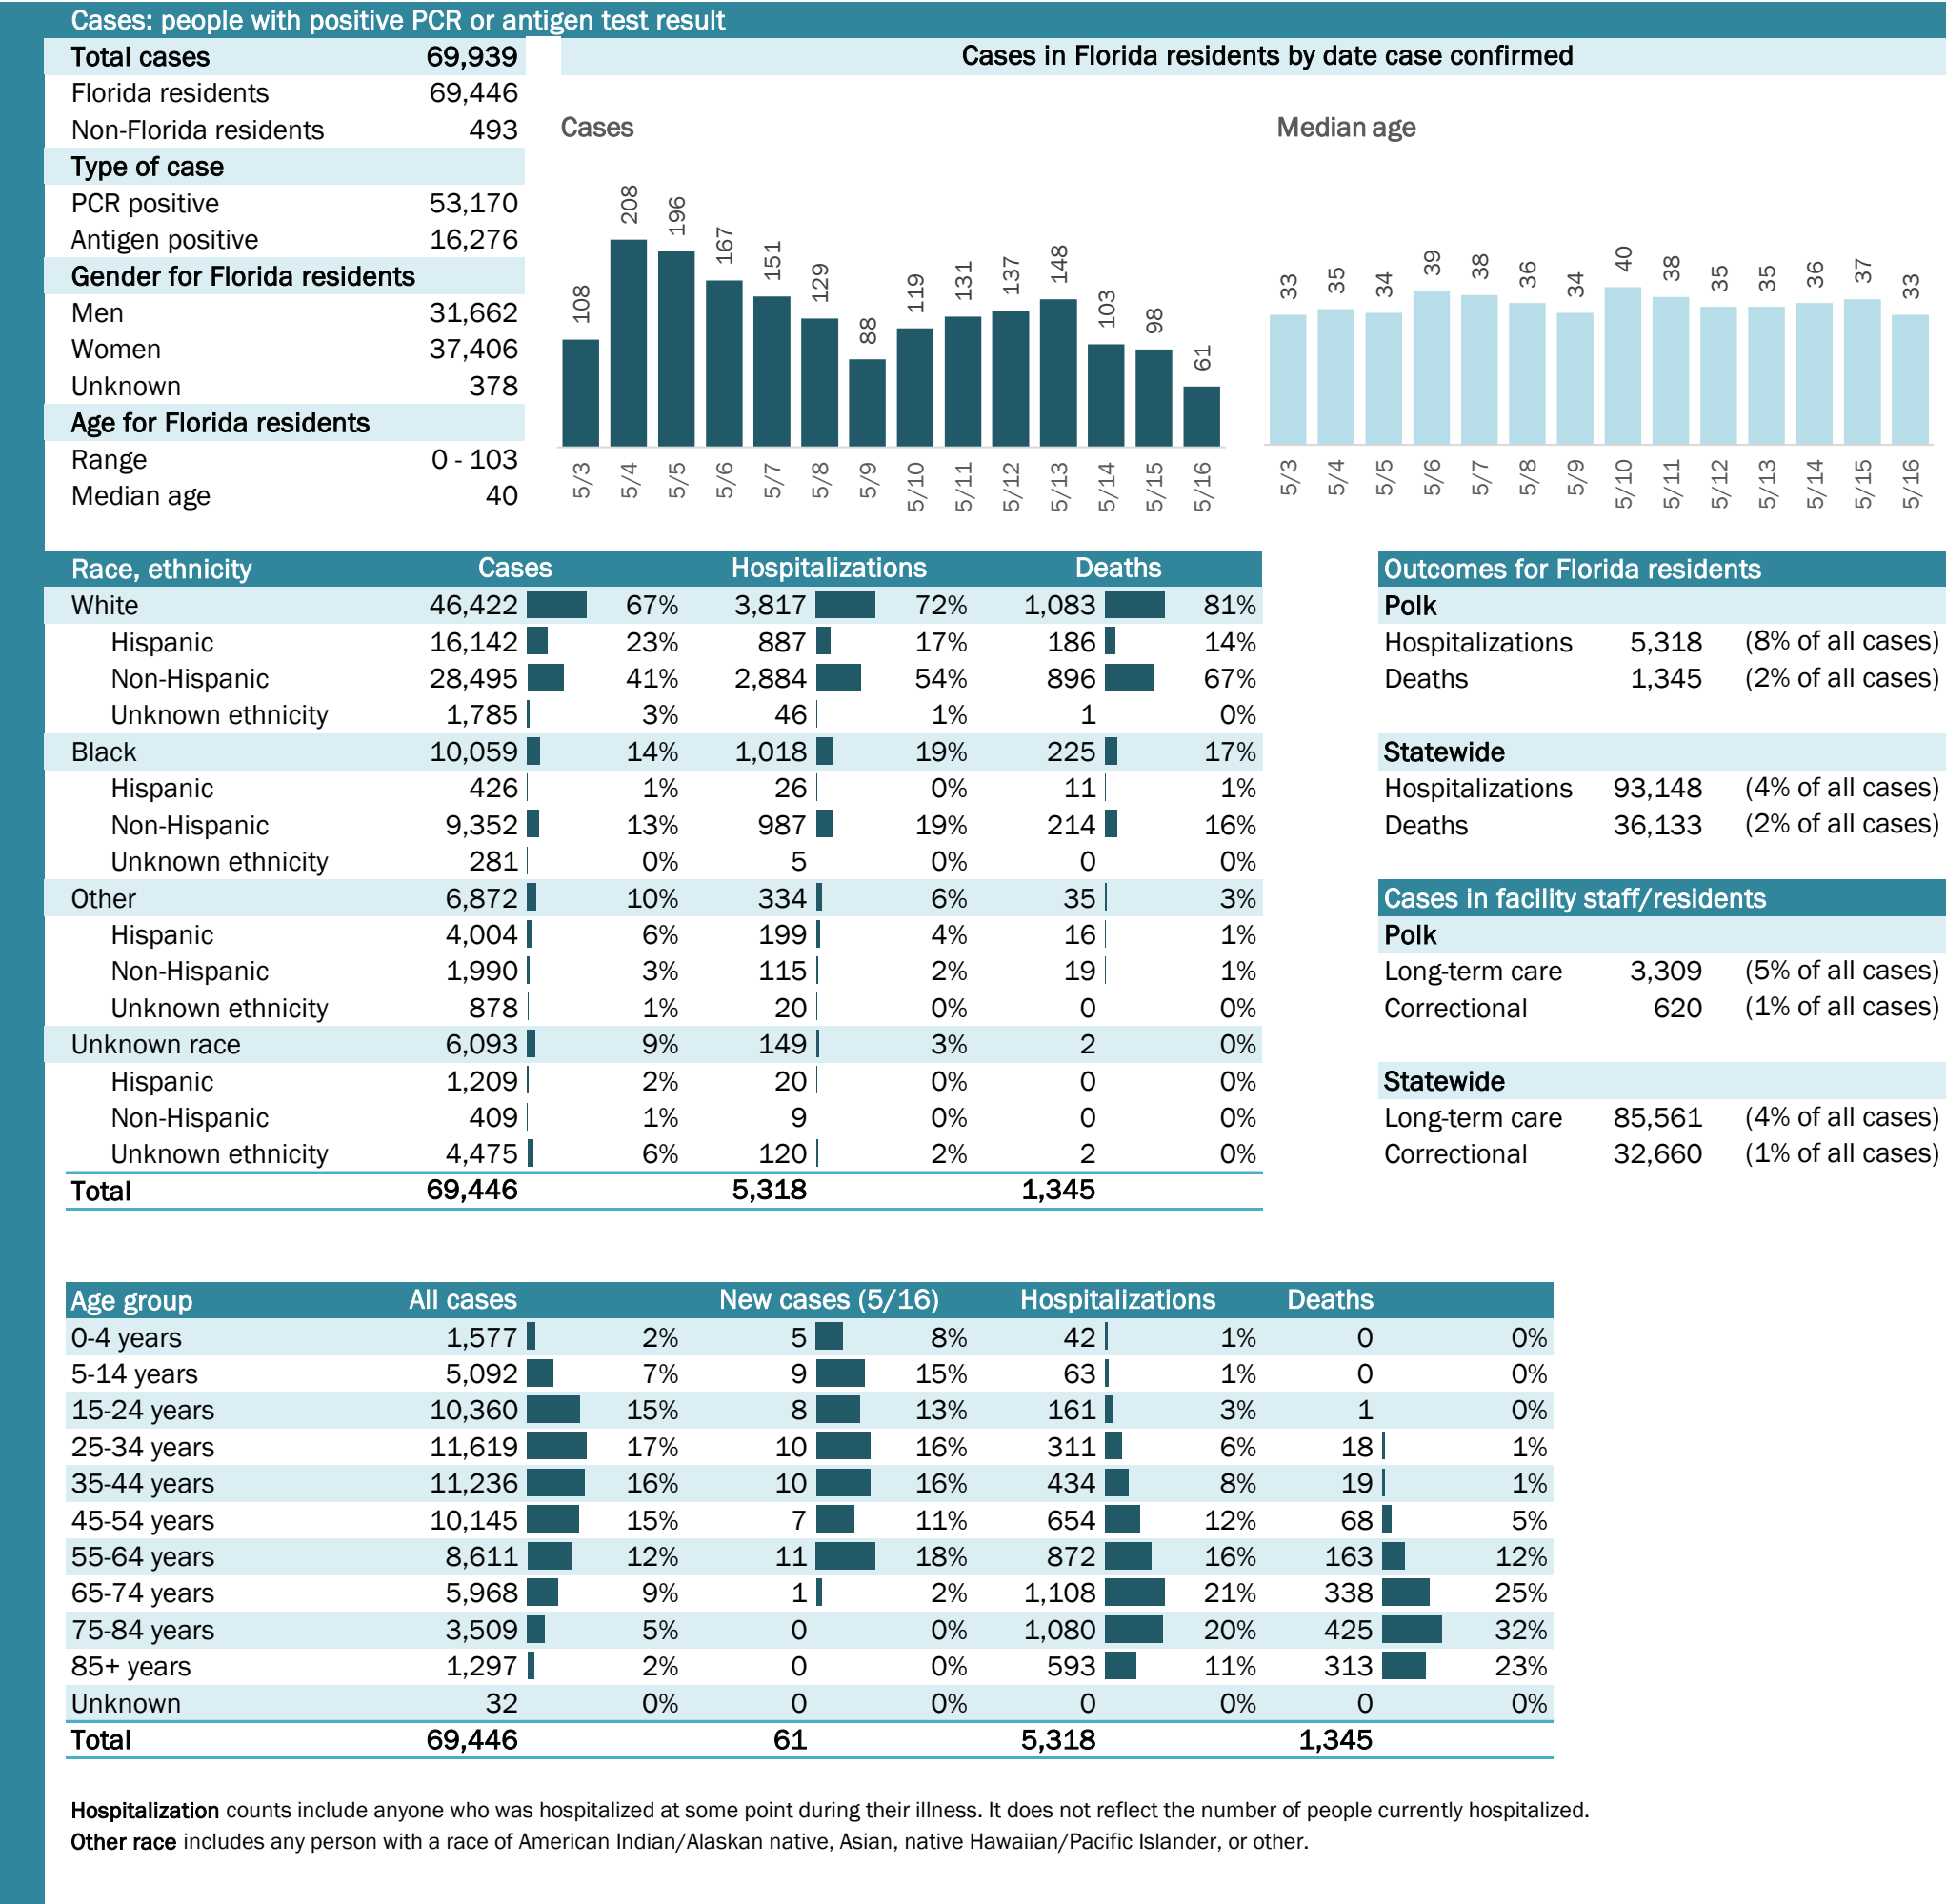 Cases: people with positive PCR or antigen test result
Total cases 69,939
Florida residents 69,446
Non-Florida residents 493
Type of case
PCR positive 53,170
Antigen positive 16,276
Gender for Florida residents
Men 31,662
Women 37,406
Unknown 378
Age for Florida residents
Range 0 - 103
Median age 40
Cases in Florida residents by date case confirmed
Cases
108 208 196 167 151 129 88 119 131 137 148 103 98 61
5/3 5/4 5/5 5/6 5/7 5/8 5/9 5/10 5/11 5/12 5/13 5/14 5/15 5/16
Median age
33 35 34 39 38 36 34 40 38 35 35 36 37 33
5/3 5/4 5/5 5/6 5/7 5/8 5/9 5/10 5/11 5/12 5/13 5/14 5/15 5/16
Race, ethnicity Cases Hospitalizations Deaths
White 46,422 67% 3,817 72% 1,083 81%
Hispanic 16,142 23% 887 17% 186 14%
Non-Hispanic 28,495 41% 2,884 54% 896 67%
Unknown ethnicity 1,785 3% 46 1% 1 0%
Black 10,059 14% 1,018 19% 225 17%
Hispanic 426 1% 26 0% 11 1%
Non-Hispanic 9,352 13% 987 19% 214 16%
Unknown ethnicity 281 0% 5 0% 0 0%
Other 6,872 10% 334 6% 35 3%
Hispanic 4,004 6% 199 4% 16 1%
Non-Hispanic 1,990 3% 115 2% 19 1%
Unknown ethnicity 878 1% 20 0% 0 0%
Unknown race 6,093 9% 149 3% 2 0%
Hispanic 1,209 2% 20 0% 0 0%
Non-Hispanic 409 1% 9 0% 0 0%
Unknown ethnicity 4,475 6% 120 2% 2 0%
Total 69,446 5,318 1,345
Outcomes for Florida residents
Polk
Hospitalizations 5,318 (8% of all cases)
Deaths 1,345 (2% of all cases)
Statewide
Hospitalizations 93,148 (4% of all cases)
Deaths 36,133 (2% of all cases)
Cases in facility staff/residents
Polk
Long-term care 3,309 (5% of all cases)
Correctional 620 (1% of all cases)
Statewide
Long-term care 85,561 (4% of all cases)
Correctional 32,660 (1% of all cases)
Age group All cases New cases (5/16) Hospitalizations Deaths
0-4 years 1,577 2% 5 8% 42 1% 0 0%
5-14 years 5,092 7% 9 15% 63 1% 0 0%
15-24 years 10,360 15% 8 13% 161 3% 1 0%
25-34 years 11,619 17% 10 16% 311 6% 18 1%
35-44 years 11,236 16% 10 16% 434 8% 19 1%
45-54 years 10,145 15% 7 11% 654 12% 68 5%
55-64 years 8,611 12% 11 18% 872 16% 163 12%
65-74 years 5,968 9% 1 2% 1,108 21% 338 25%
75-84 years 3,509 5% 0 0% 1,080 20% 425 32%
85+ years 1,297 2% 0 0% 593 11% 313 23%
Unknown 32 0% 0 0% 0 0% 0 0%
Total 69,446 61 5,318 1,345
Hospitalization counts include anyone who was hospitalized at some point during their illness. It does not reflect the number of people currently hospitalized.
Other race includes any person with a race of American Indian/Alaskan native, Asian, native Hawaiian/Pacific Islander, or other.